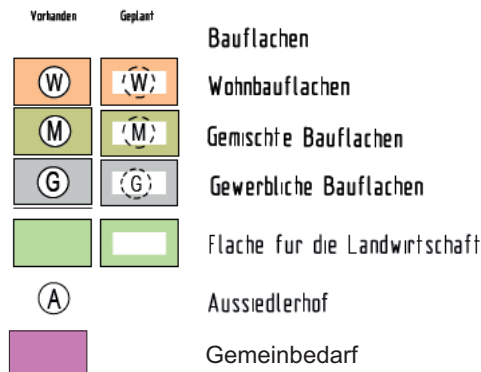 Vorhanden Geplant
Bauflachen
W W Wohnbauflachen
M M Gemischte Bauflachen
G G Gewerbliche Bauflachen
Flache fur die Landwirtschaft
A Aussiedlerhof
Gemeinbedarf